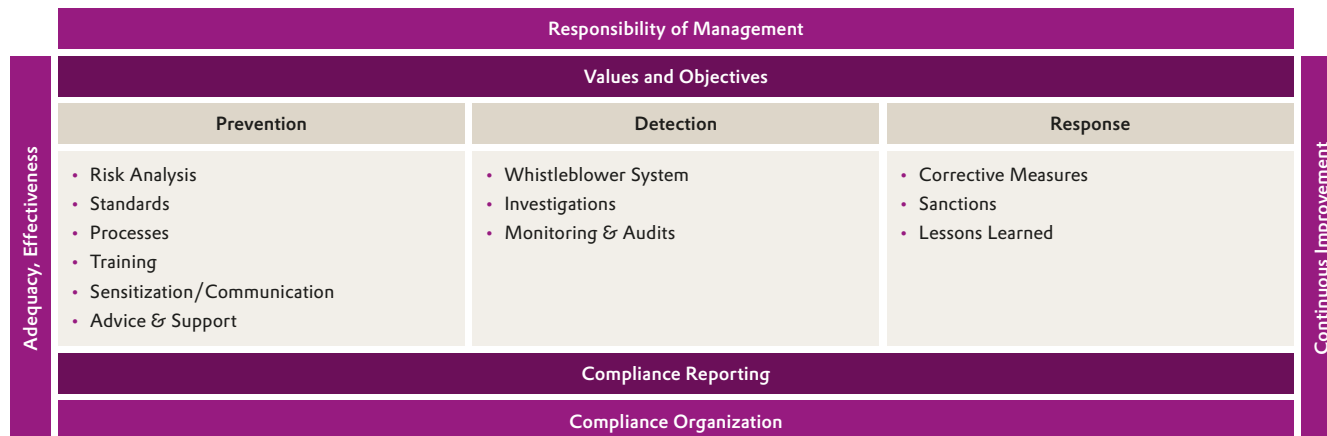 Responsibility of Management
Adequacy, Effectiveness
Values and Objectives
Prevention
• Risk Analysis
• Standards
• Processes
• Training
• Sensitization/Communication
• Advice & Support
Detection
• Whistleblower System
• Investigations
• Monitoring & Audits
Response
• Corrective Measures
• Sanctions
• Lessons Learned
Continuous Improvement
Compliance Reporting
Compliance Organization